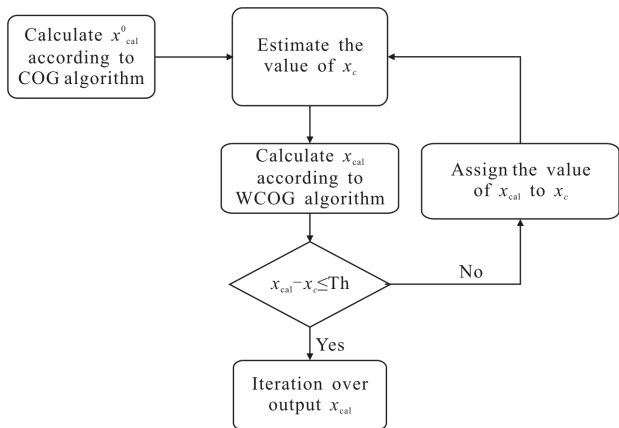 Calculate x⁰cal
according to
COG algorithm
Estimate the
value of xc
Calculate xcal
according to
WCOG algorithm
Assign the value
of xcal to xc
xcal−xc≤Th
No
Yes
Iteration over
output xcal